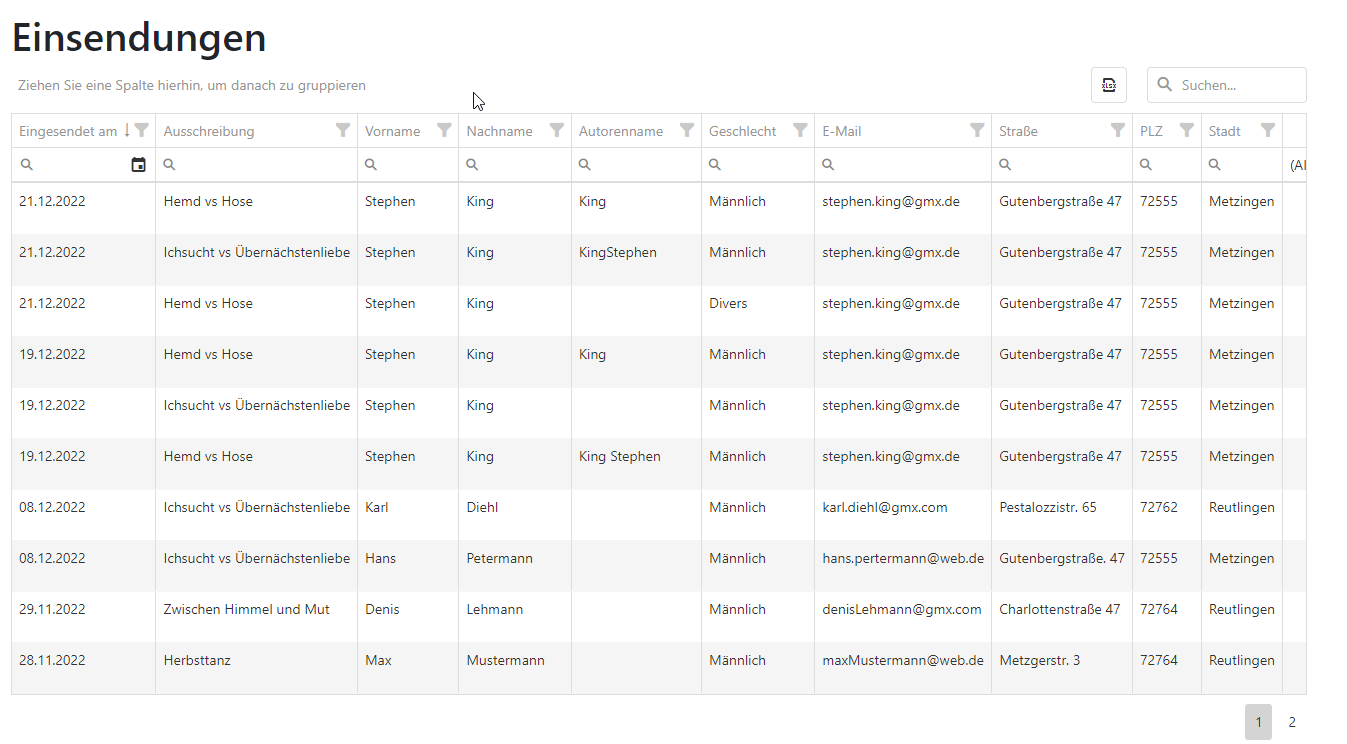 Einsendungen
Ziehen Sie eine Spalte hierhin, um danach zu gruppieren xlsx Suchen...
Eingesendet am ↓ Ausschreibung Vorname Nachname Autorenname Geschlecht E-Mail Straße PLZ Stadt
(Al
21.12.2022 Hemd vs Hose Stephen King King Männlich stephen.king@gmx.de Gutenbergstraße 47 72555 Metzingen
21.12.2022 Ichsucht vs Übernächstenliebe Stephen King KingStephen Männlich stephen.king@gmx.de Gutenbergstraße 47 72555 Metzingen
21.12.2022 Hemd vs Hose Stephen King Divers stephen.king@gmx.de Gutenbergstraße 47 72555 Metzingen
19.12.2022 Hemd vs Hose Stephen King King Männlich stephen.king@gmx.de Gutenbergstraße 47 72555 Metzingen
19.12.2022 Ichsucht vs Übernächstenliebe Stephen King Männlich stephen.king@gmx.de Gutenbergstraße 47 72555 Metzingen
19.12.2022 Hemd vs Hose Stephen King King Stephen Männlich stephen.king@gmx.de Gutenbergstraße 47 72555 Metzingen
08.12.2022 Ichsucht vs Übernächstenliebe Karl Diehl Männlich karl.diehl@gmx.com Pestalozzistr. 65 72762 Reutlingen
08.12.2022 Ichsucht vs Übernächstenliebe Hans Petermann Männlich hans.pertermann@web.de Gutenbergstraße. 47 72555 Metzingen
29.11.2022 Zwischen Himmel und Mut Denis Lehmann Männlich denisLehmann@gmx.com Charlottenstraße 47 72764 Reutlingen
28.11.2022 Herbsttanz Max Mustermann Männlich maxMustermann@web.de Metzgerstr. 3 72764 Reutlingen
1 2